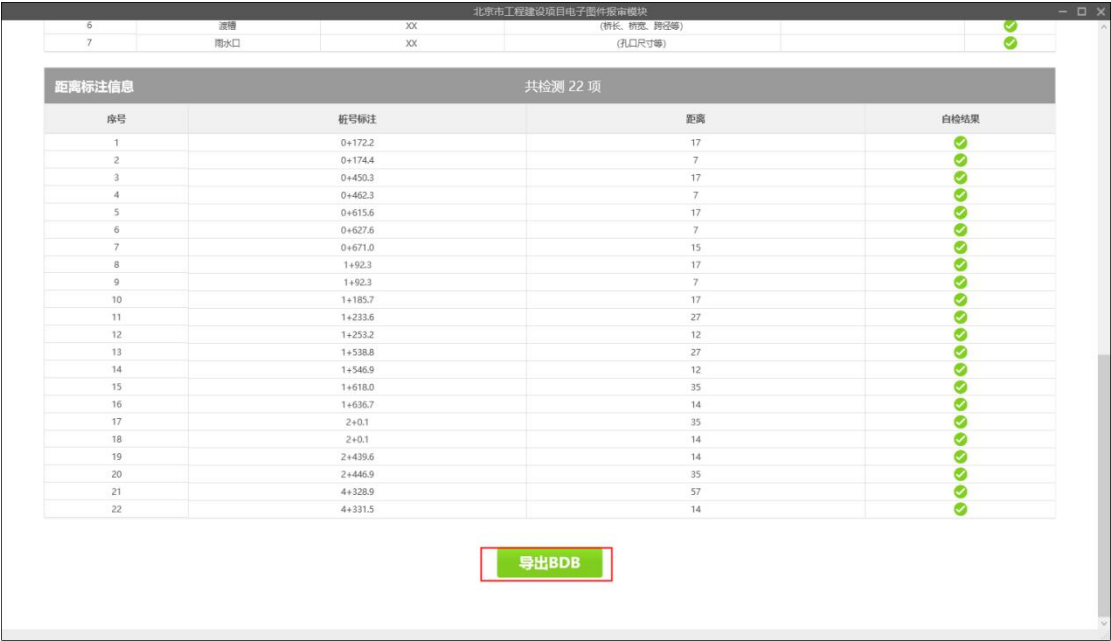 北京市工程建设项目电子图件报审模块
6 渡槽 XX (桥长、桥宽、跨径等)
7 雨水口 XX (孔口尺寸等)
距离标注信息 共检测 22 项
序号 桩号标注 距离 自检结果
1 0+172.2 17
2 0+174.4 7
3 0+450.3 17
4 0+462.3 7
5 0+615.6 17
6 0+627.6 7
7 0+671.0 15
8 1+92.3 17
9 1+92.3 7
10 1+185.7 17
11 1+233.6 27
12 1+253.2 12
13 1+538.8 27
14 1+546.9 12
15 1+618.0 35
16 1+636.7 14
17 2+0.1 35
18 2+0.1 14
19 2+439.6 14
20 2+446.9 35
21 4+328.9 57
22 4+331.5 14
导出BDB